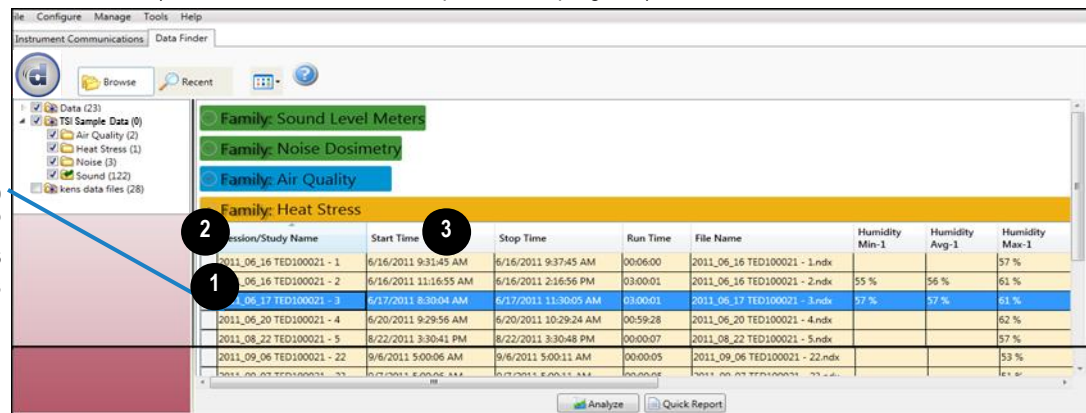 ile Configure Manage Tools Help
Instrument Communications Data Finder
d Browse Recent ?
Data (23)
TSI Sample Data (0)
Air Quality (2)
Heat Stress (1)
Noise (3)
Sound (122)
kens data files (28)
Family: Sound Level Meters
Family: Noise Dosimetry
Family: Air Quality
Family: Heat Stress
2 ession/Study Name Start Time 3 Stop Time Run Time File Name Humidity Min-1 Humidity Avg-1 Humidity Max-1
2011_06_16 TED100021 - 1 6/16/2011 9:31:45 AM 6/16/2011 9:37:45 AM 00:06:00 2011_06_16 TED100021 - 1.ndx 57 %
1 _06_16 TED100021 - 2 6/16/2011 11:16:55 AM 6/16/2011 2:16:56 PM 03:00:01 2011_06_16 TED100021 - 2.ndx 55 % 56 % 61 %
_06_17 TED100021 - 3 6/17/2011 8:30:04 AM 6/17/2011 11:30:05 AM 03:00:01 2011_06_17 TED100021 - 3.ndx 57 % 57 % 61 %
2011_06_20 TED100021 - 4 6/20/2011 9:29:56 AM 6/20/2011 10:29:24 AM 00:59:28 2011_06_20 TED100021 - 4.ndx 62 %
2011_08_22 TED100021 - 5 8/22/2011 3:30:41 PM 8/22/2011 3:30:48 PM 00:00:07 2011_08_22 TED100021 - 5.ndx 57 %
2011_09_06 TED100021 - 22 9/6/2011 5:00:06 AM 9/6/2011 5:00:11 AM 00:00:05 2011_09_06 TED100021 - 22.ndx 53 %
Analyze Quick Report